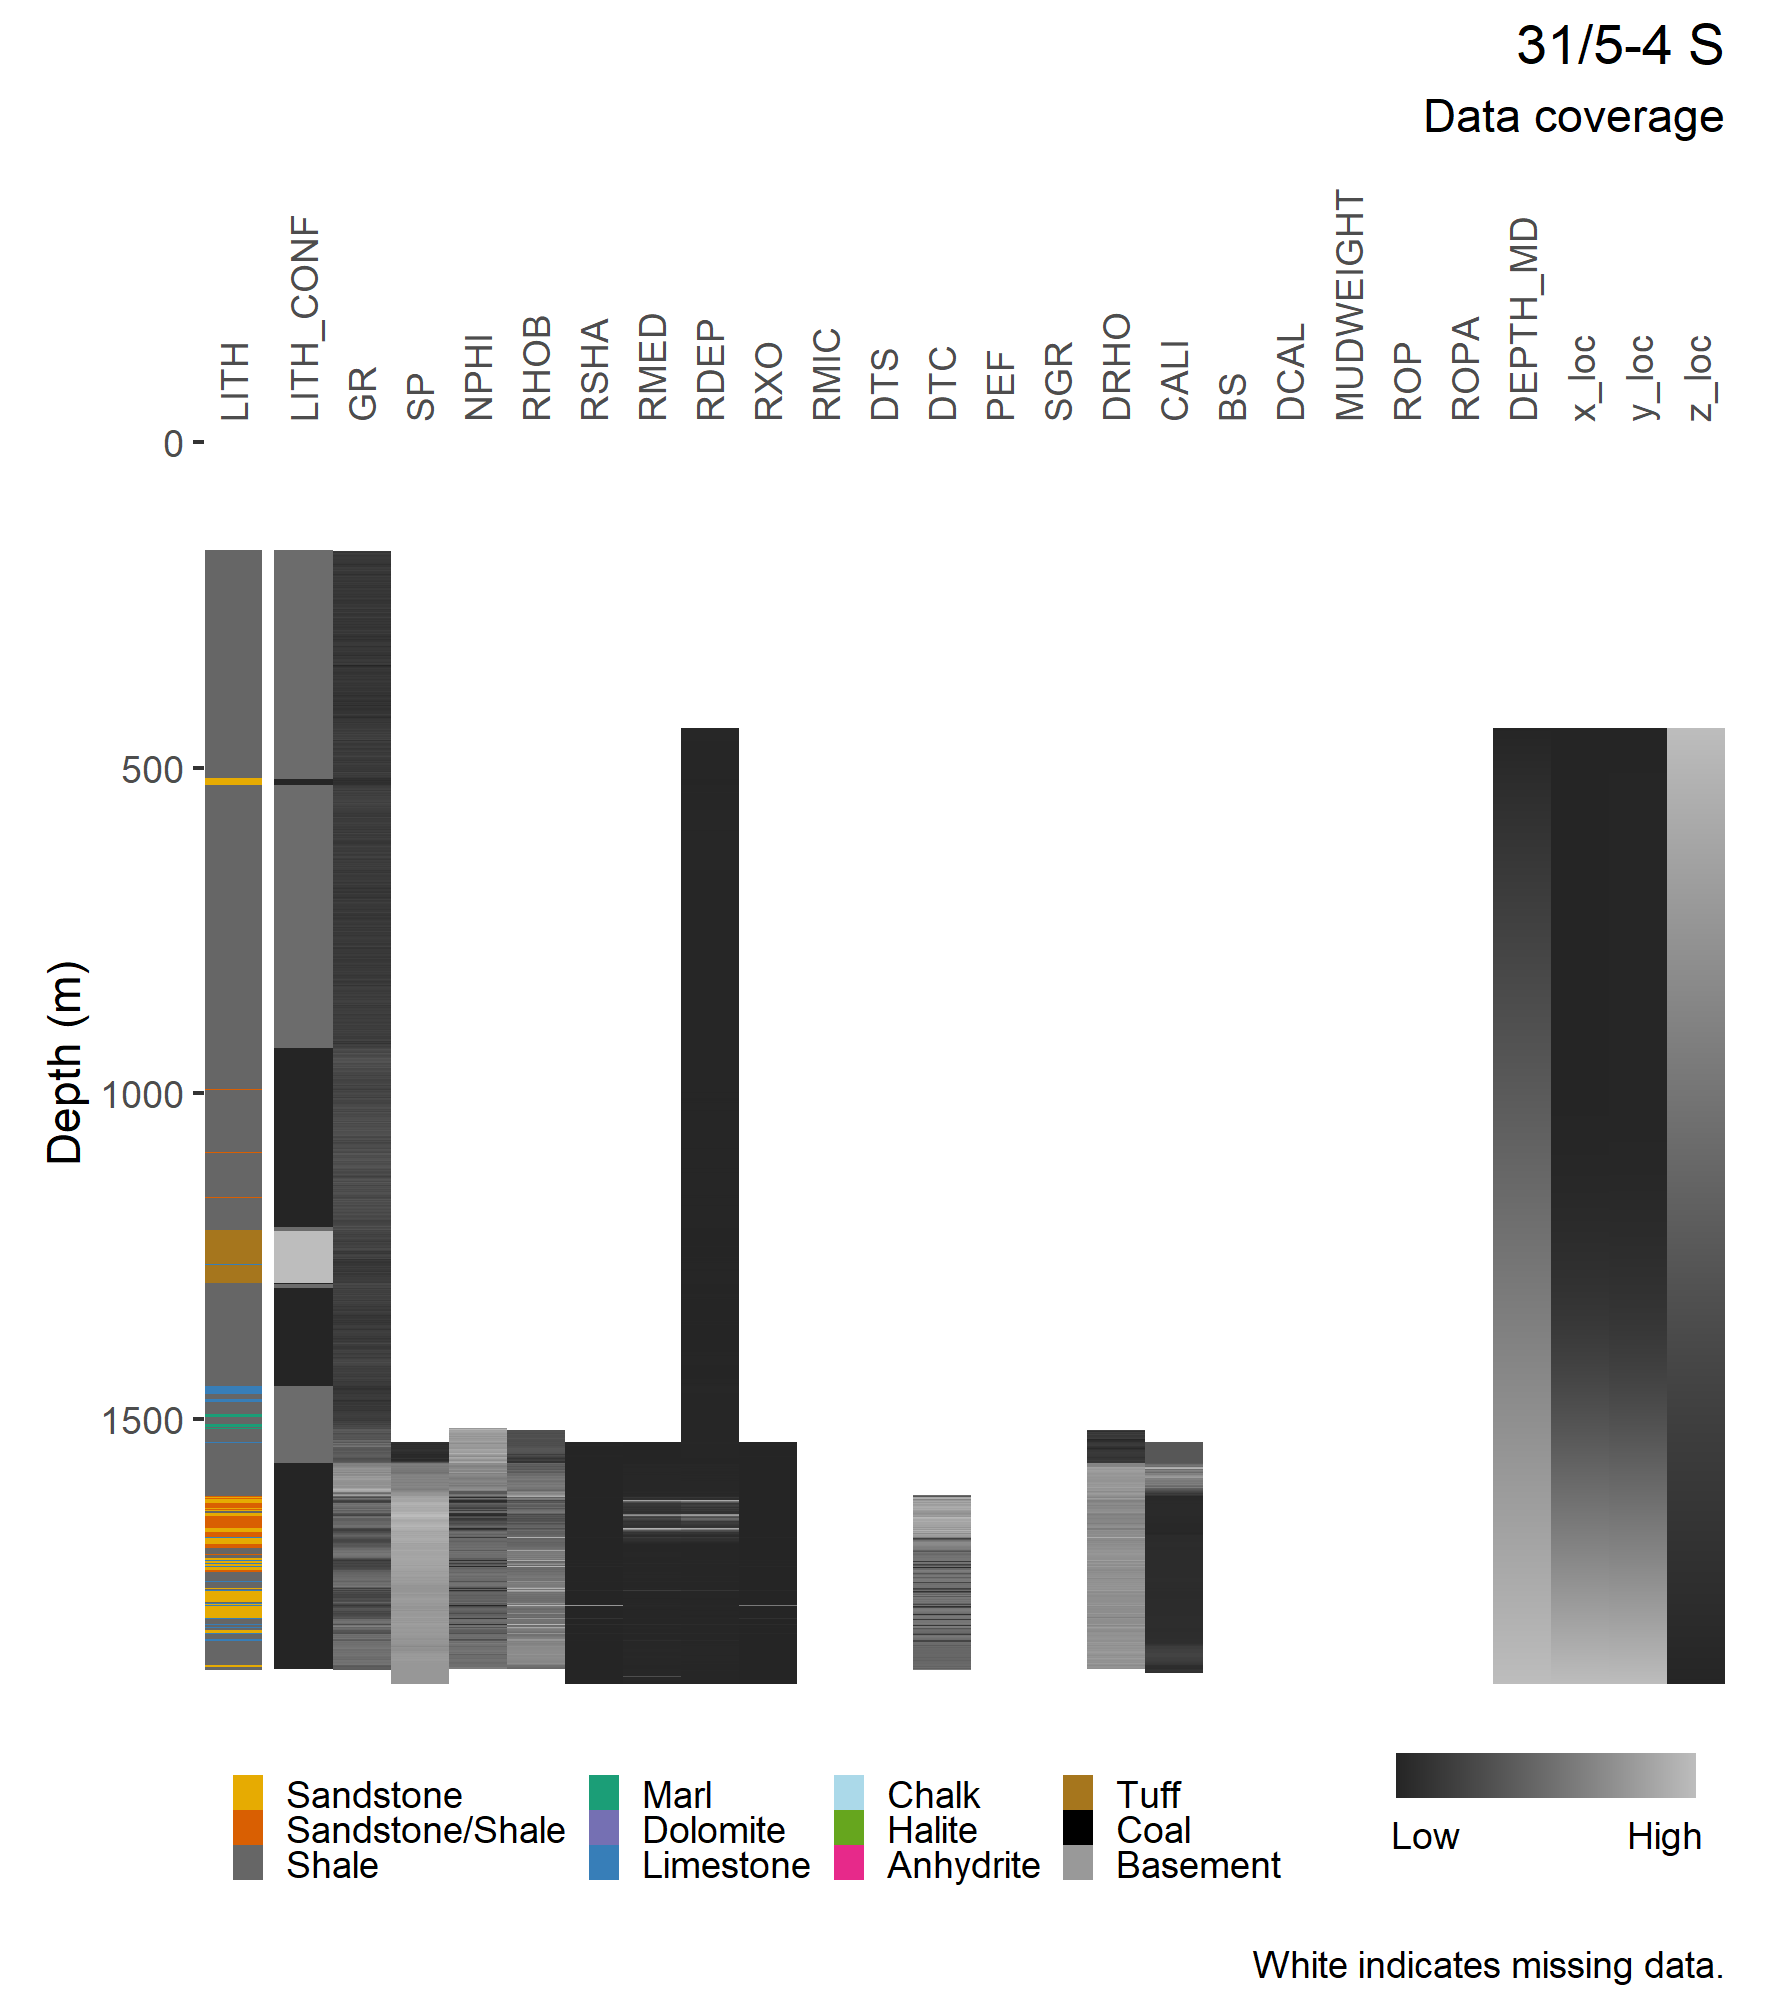 31/5-4 S
Data coverage
LITH
LITH_CONF
GR
SP
NPHI
RHOB
RSHA
RMED
RDEP
RXO
RMIC
DTS
DTC
PEF
SGR
DRHO
CALI
BS
DCAL
MUDWEIGHT
ROP
ROPA
DEPTH_MD
x_loc
y_loc
z_loc
Depth (m)
0
500
1000
1500
Sandstone
Sandstone/Shale
Shale
Marl
Dolomite
Limestone
Chalk
Halite
Anhydrite
Tuff
Coal
Basement
Low
High
White indicates missing data.